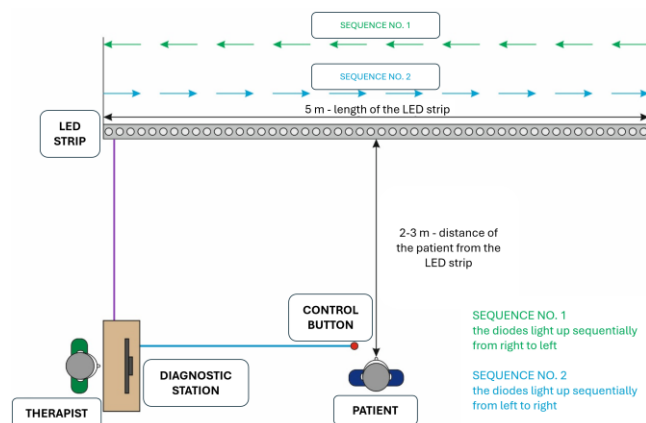 SEQUENCE NO. 1
SEQUENCE NO. 2
5 m - length of the LED strip
LED
STRIP
2-3 m - distance of
the patient from the
LED strip
CONTROL
BUTTON
SEQUENCE NO. 1
the diodes light up sequentially
from right to left
DIAGNOSTIC
STATION
SEQUENCE NO. 2
the diodes light up sequentially
from left to right
THERAPIST
PATIENT